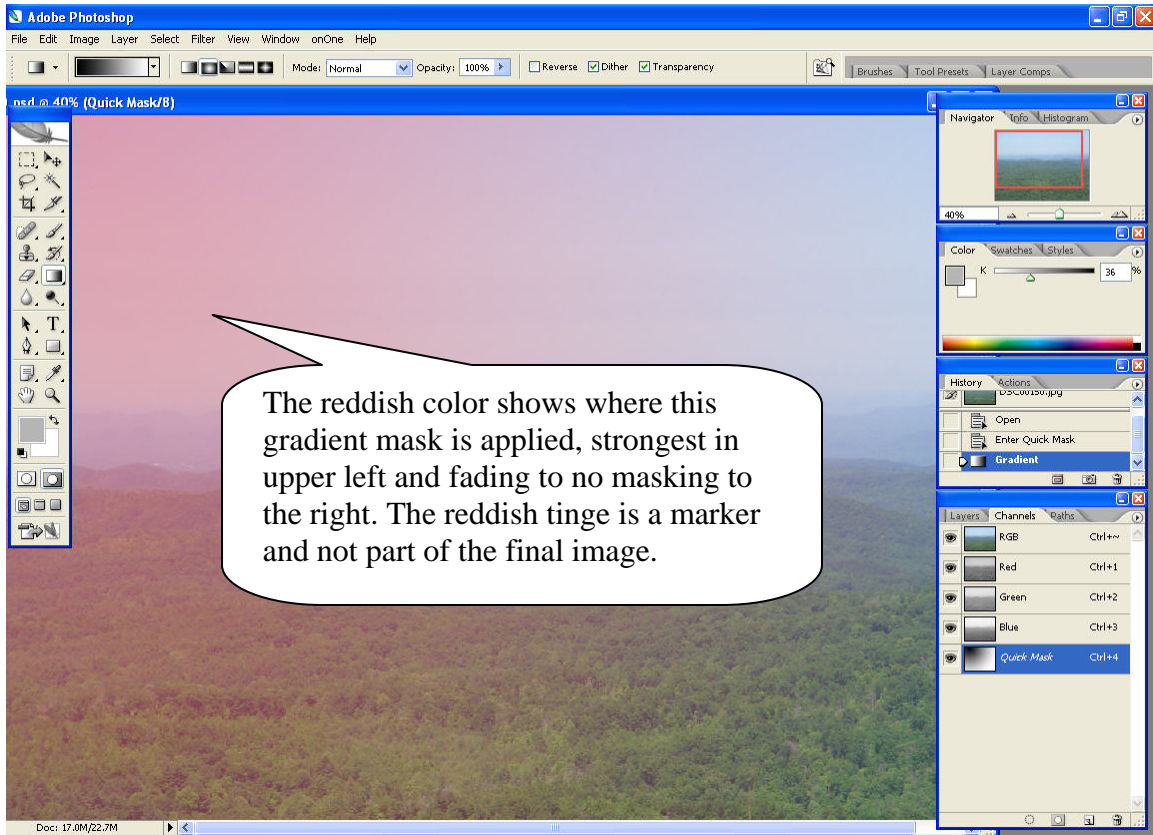 Adobe Photoshop
File Edit Image Layer Select Filter View Window onOne Help
Mode: Normal Opacity: 100% Reverse Dither Transparency
Brushes Tool Presets Layer Comps
.psd @ 40% (Quick Mask/8)
Navigator Info Histogram
40%
Color Swatches Styles
K 36 %
The reddish color shows where this
gradient mask is applied, strongest in
upper left and fading to no masking to
the right. The reddish tinge is a marker
and not part of the final image.
History Actions
DSC00150.jpg
Open
Enter Quick Mask
Gradient
Layers Channels Paths
RGB Ctrl+~
Red Ctrl+1
Green Ctrl+2
Blue Ctrl+3
Quick Mask Ctrl+4
Doc: 17.0M/22.7M